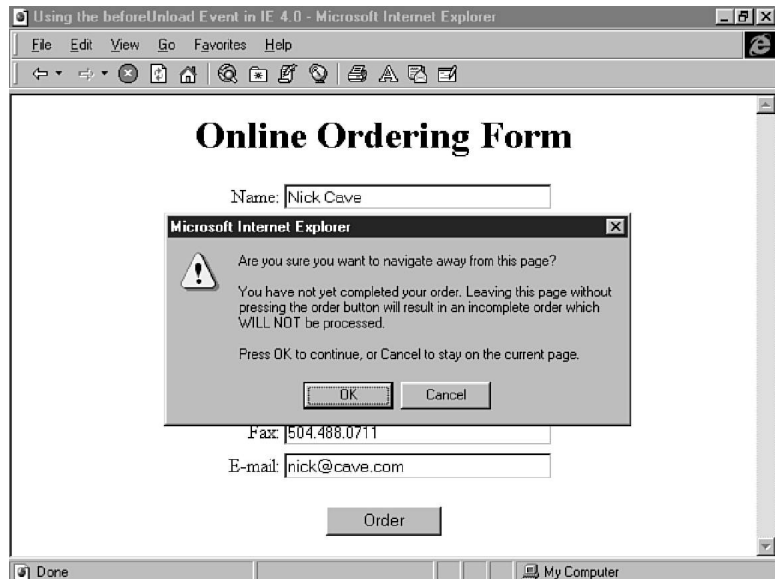 Using the beforeUnload Event in IE 4.0 - Microsoft Internet Explorer
File Edit View Go Favorites Help
Online Ordering Form
Name: Nick Cave
Microsoft Internet Explorer
Are you sure you want to navigate away from this page?
You have not yet completed your order. Leaving this page without
pressing the order button will result in an incomplete order which
WILL NOT be processed.
Press OK to continue, or Cancel to stay on the current page.
OK Cancel
Fax: 504.488.0711
E-mail: nick@cave.com
Order
Done My Computer